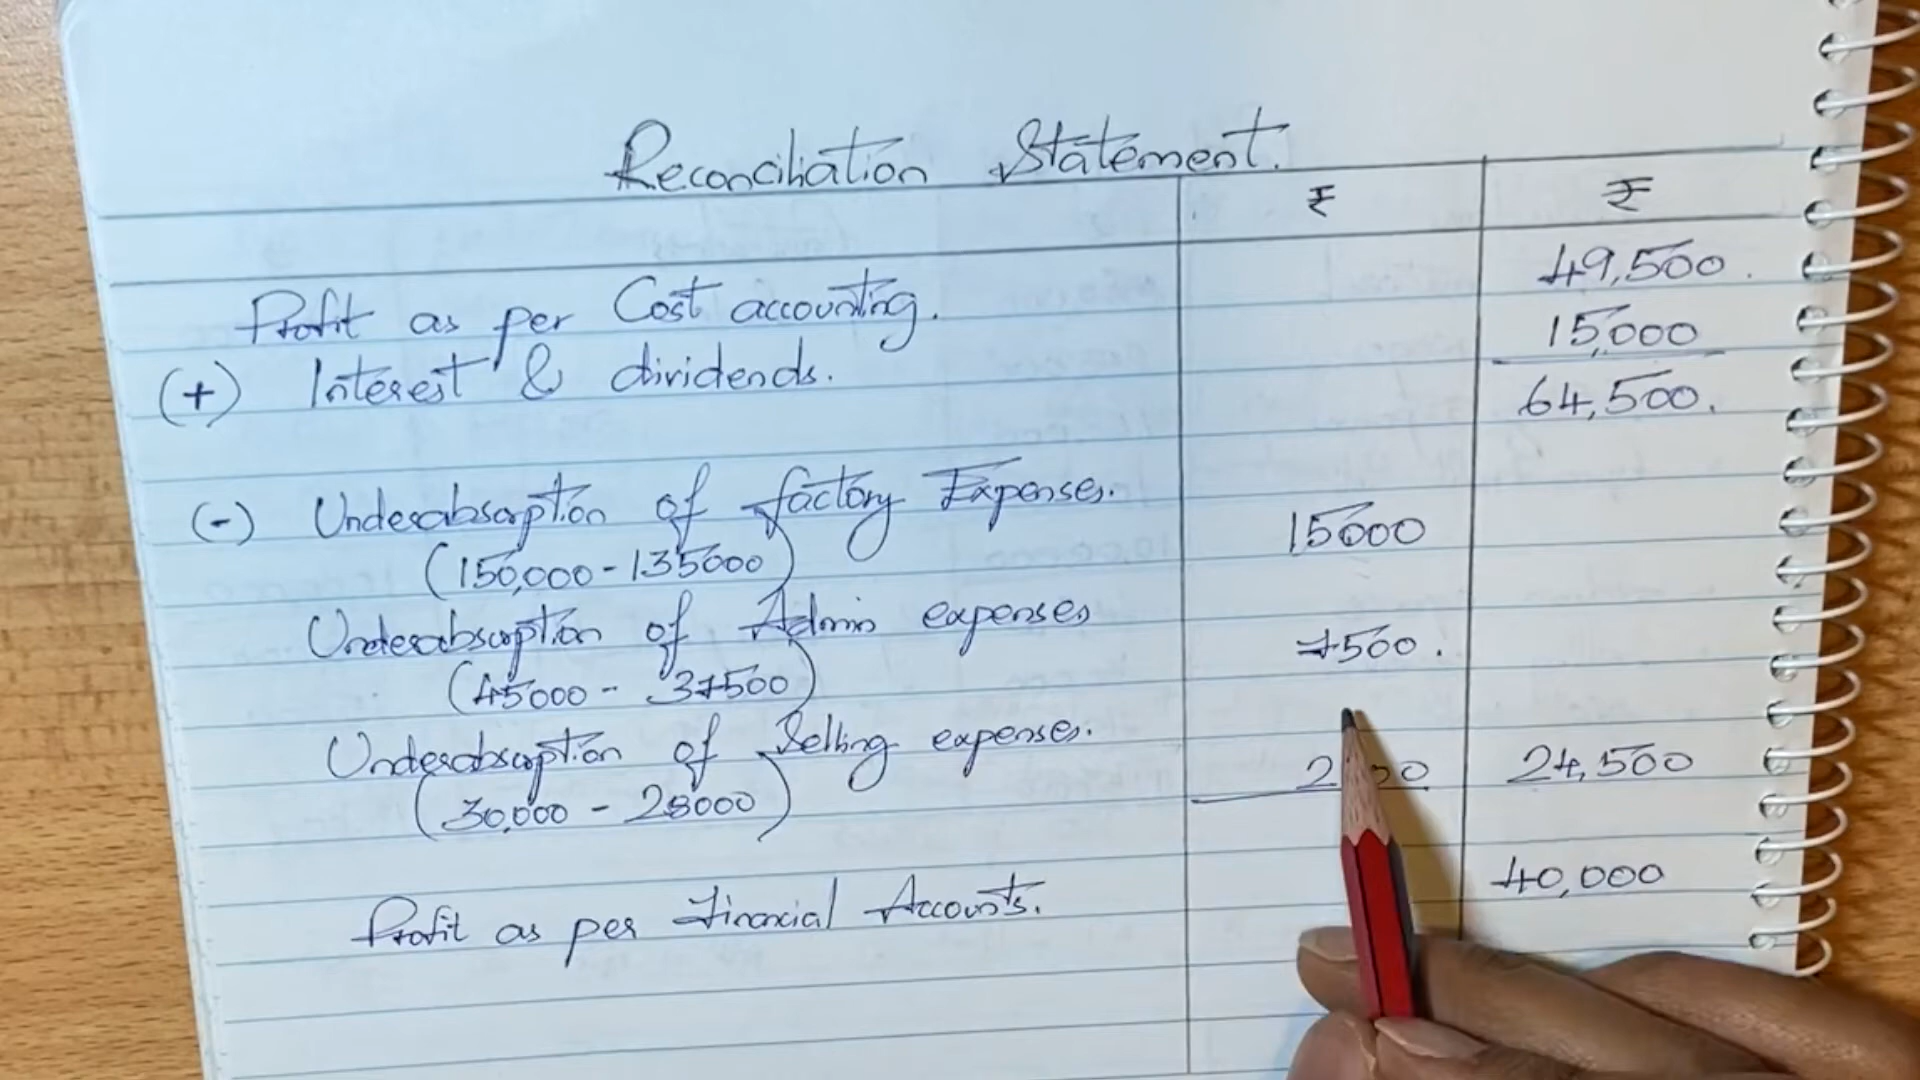 Reconciliation Statement.
₹ ₹
Profit as per Cost accounting. 49,500.
(+) Interest & dividends. 15,000
64,500.
(-) Underabsorption of factory Expenses.
(150,000 - 135000) 15000
Underabsorption of Admin expenses
(45000 - 37500) 7500.
Underabsorption of Selling expenses.
(30,000 - 28000) 24,500
Profit as per Financial Accounts. 40,000